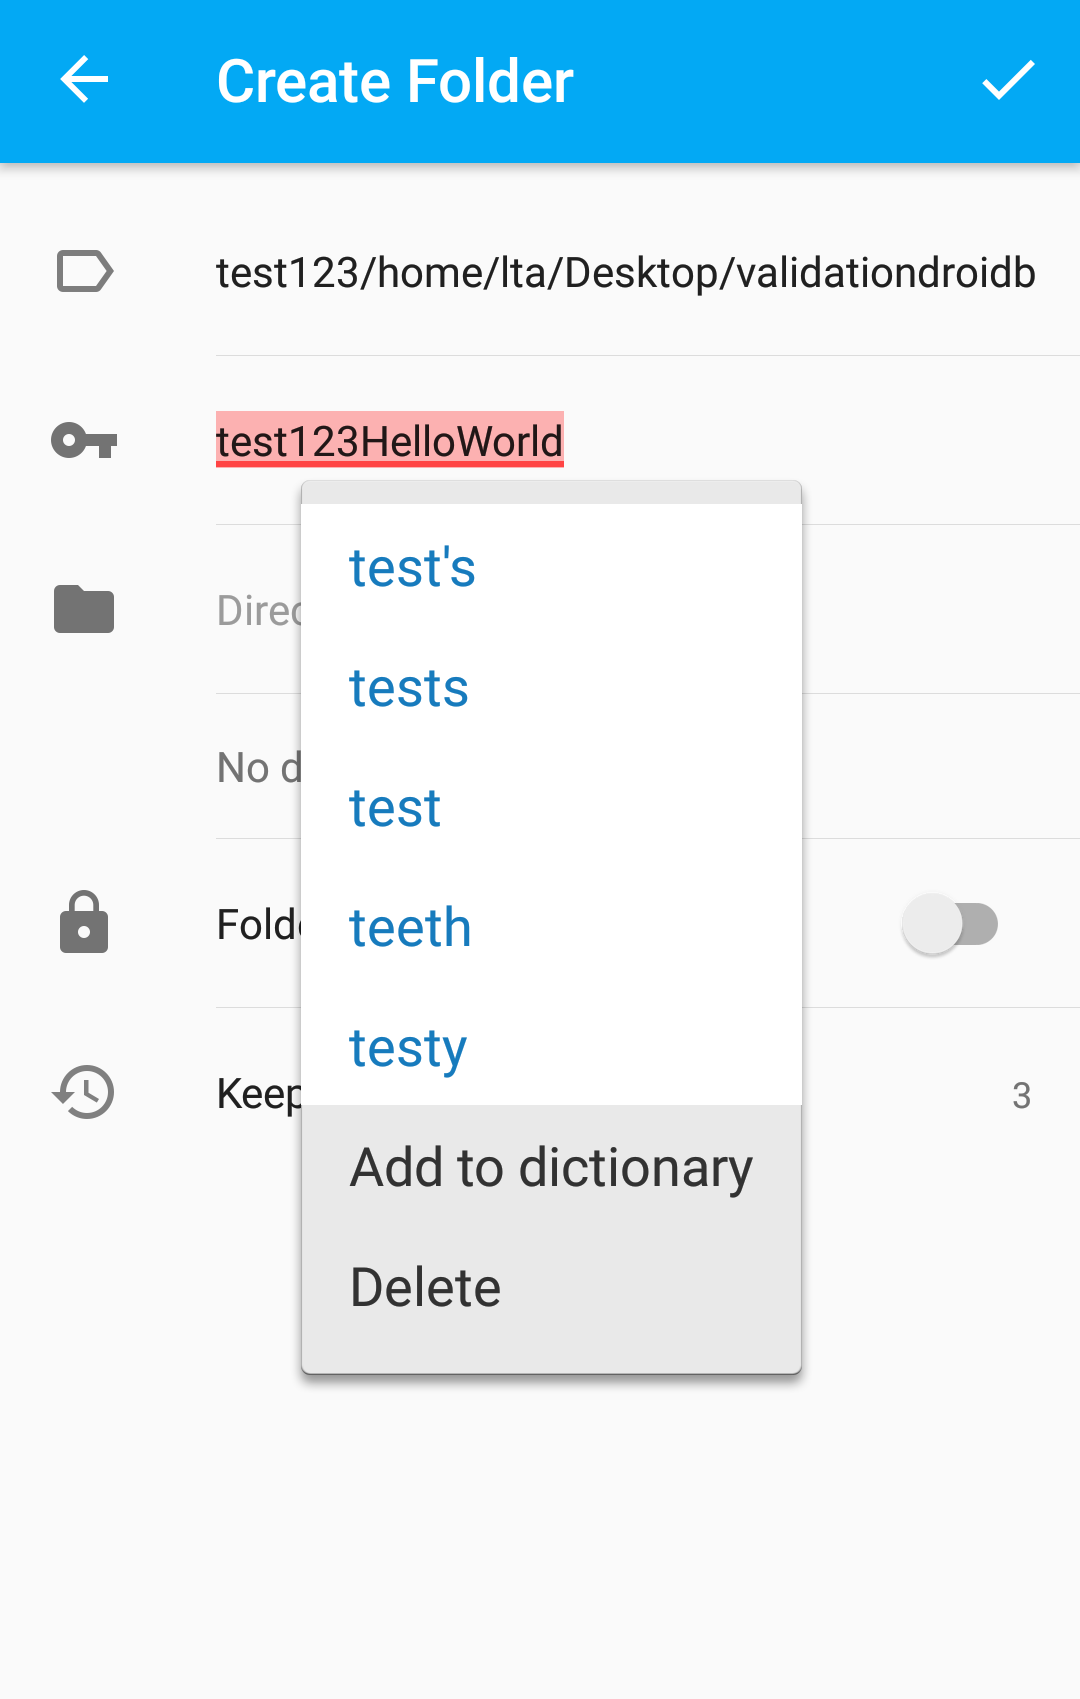 Create Folder
test123/home/lta/Desktop/validationdroidb
test123HelloWorld
test's
tests
test
teeth
testy
Add to dictionary
Delete
Direc
No d
Folde
Keep
3